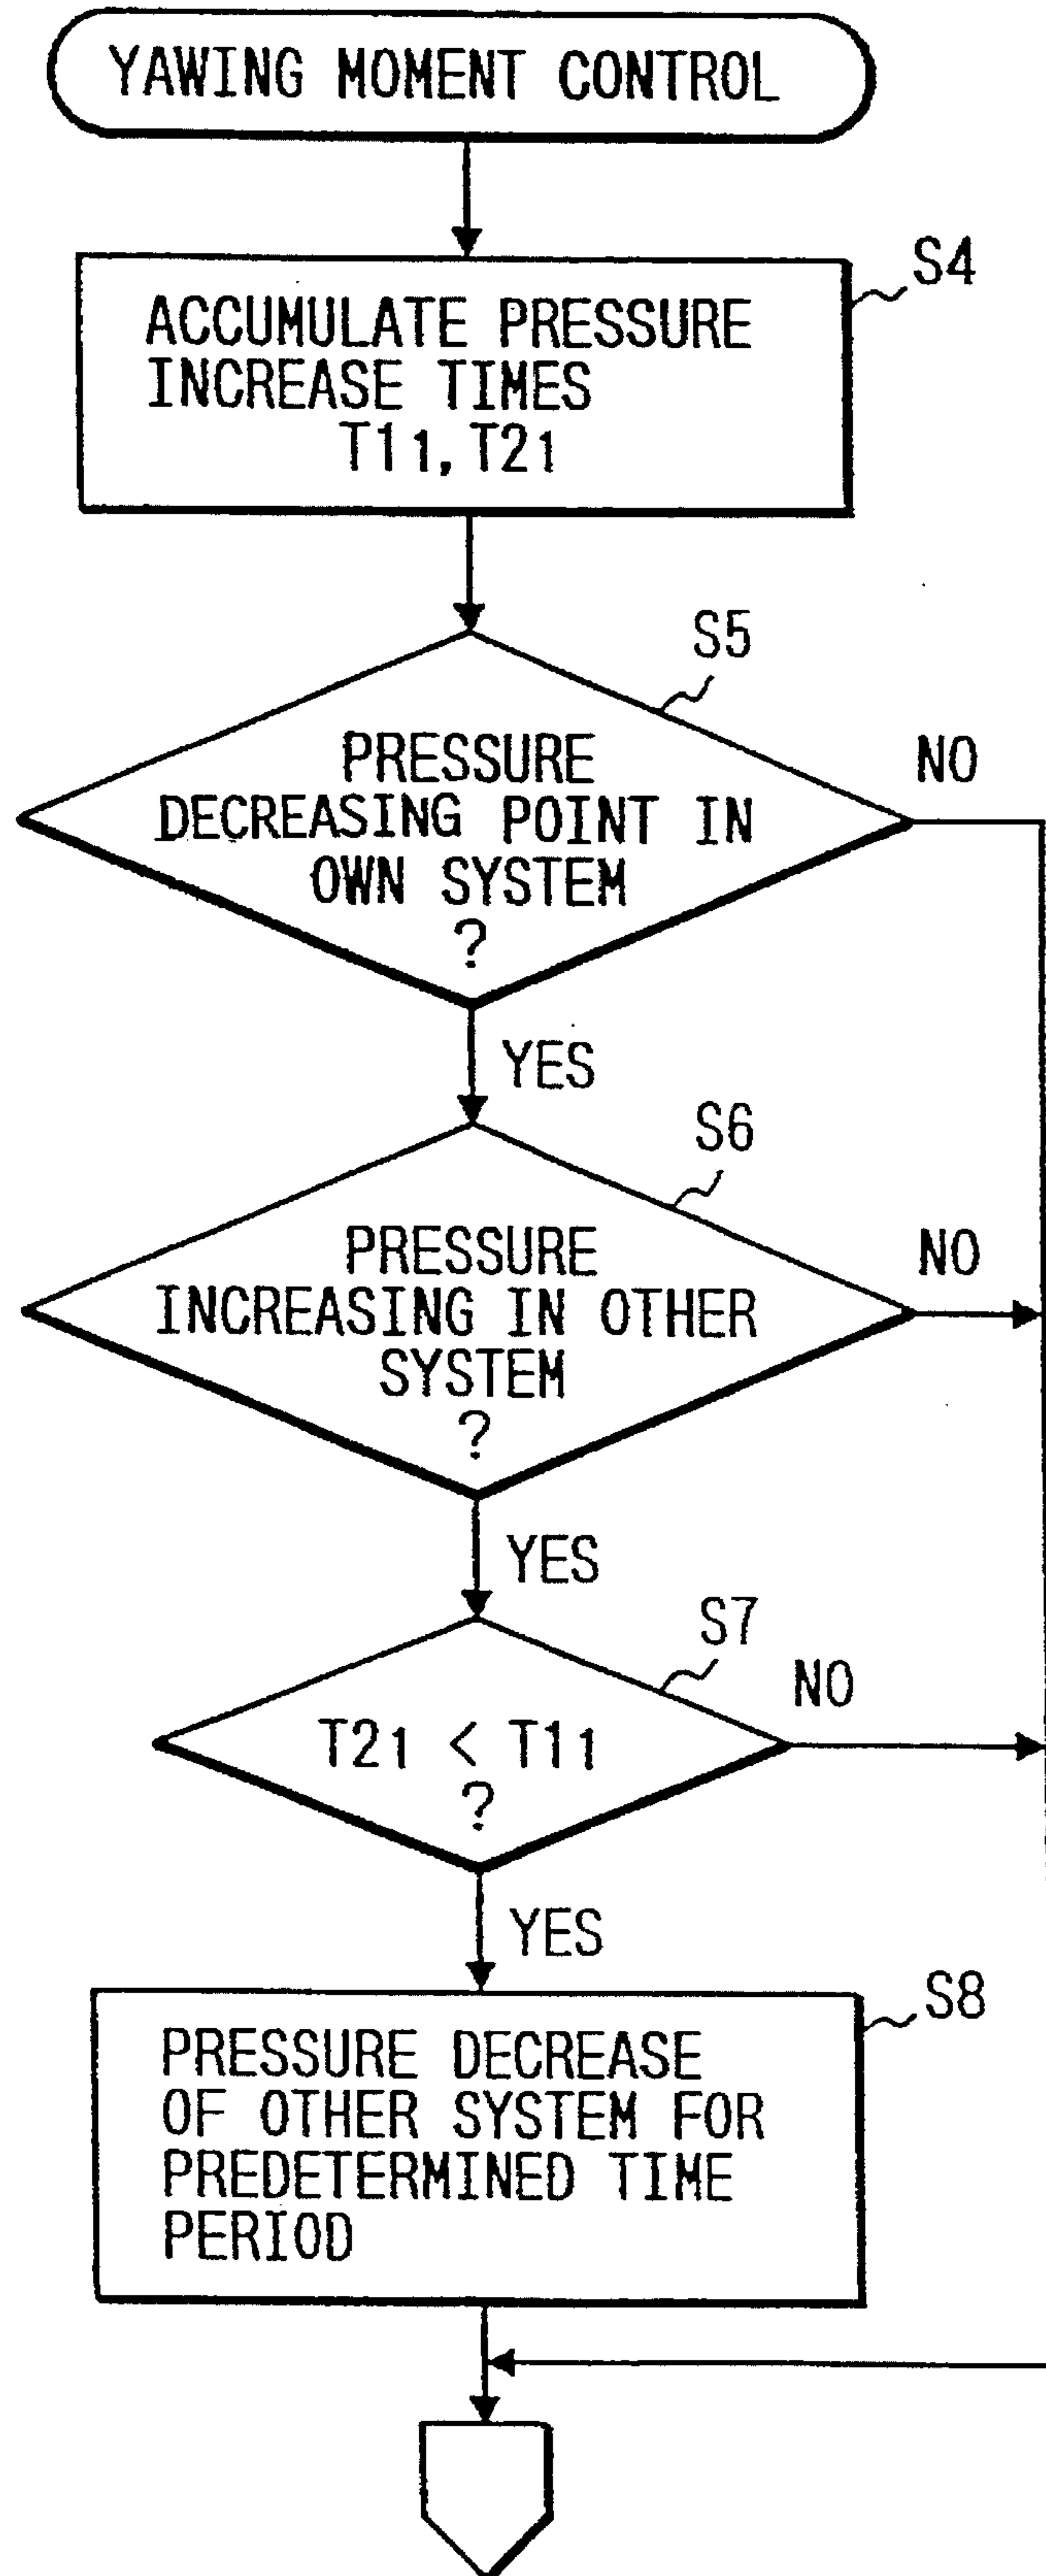 YAWING MOMENT CONTROL
S4
ACCUMULATE PRESSURE
INCREASE TIMES
T11, T21
S5
PRESSURE
DECREASING POINT IN
OWN SYSTEM
?
NO
YES
S6
PRESSURE
INCREASING IN OTHER
SYSTEM
?
NO
YES
S7
T21 < T11
?
NO
YES
S8
PRESSURE DECREASE
OF OTHER SYSTEM FOR
PREDETERMINED TIME
PERIOD